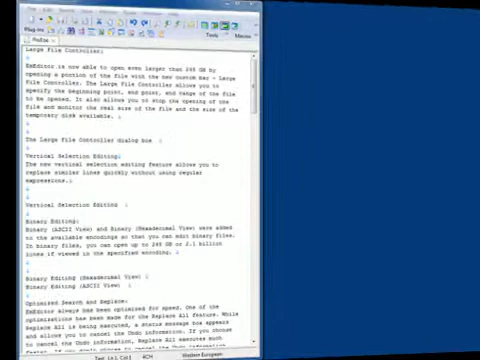 Tools
Macros
Plug-ins
Large File Controller:
EmEditor is now able to open even larger than 248 GB by
opening a portion of the file with the new custom bar - Large
File Controller. The Large File Controller allows you to
specify the beginning point, end point, and range of the file
to be opened. It also allows you to stop the opening of the
file and monitor the real size of the file and the size of the
temporary disk available.
The Large File Controller dialog box
Vertical Selection Editing
The new vertical selection editing feature allows you to
replace similar lines quickly without using regular
expressions.
Vertical Selection Editing
Binary Editing:
Binary (ASCII View) and Binary (Hexadecimal View) were added
to the available encodings so that you can edit binary files.
In binary files, you can open up to 248 GB or 2.1 billion
lines if viewed in the specified encoding.
Binary Editing (Hexadecimal View)
Binary Editing (ASCII View)
Optimized Search and Replace:
EmEditor always has been optimized for speed. One of the
optimizations has been made for the Replace All feature. While
Replace All is being executed, a status message box appears
and allows you to cancel the Undo information. If you choose
to cancel the Undo information, Replace All executes much
Text Ln 1, Col 1
Western European